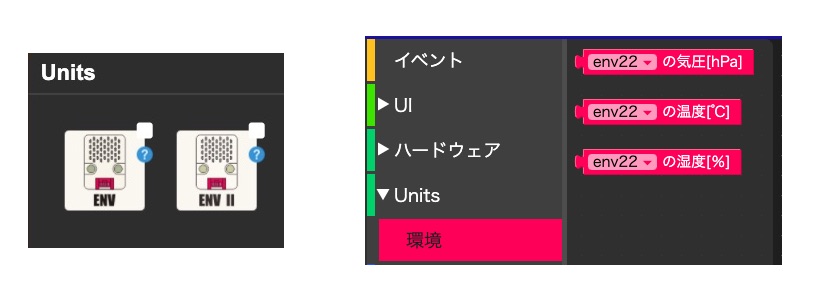 Units
?
?
ENV
ENV II
イベント
UI
ハードウェア
Units
環境
env22 の気圧[hPa]
env22 の温度[℃]
env22 の湿度[%]